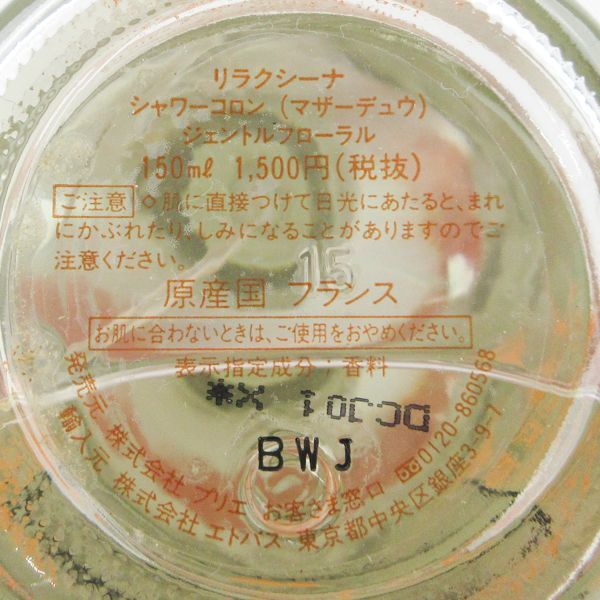 リラクシーナ
シャワーコロン(マザーデュウ)
ジェントルフローラル
150ml 1,500円(税抜)
ご注意 ◇肌に直接つけて日光にあたると、まれ
にかぶれたり、しみになることがありますのでご
注意ください。
15
原産国 フランス
お肌に合わないときは、ご使用をおやめください。
表示指定成分:香料
BWJ
発売元 株式会社 プリエ お客さま窓口 0120-860568
輸入元 株式会社 エトバス 東京都中央区銀座3-9-7